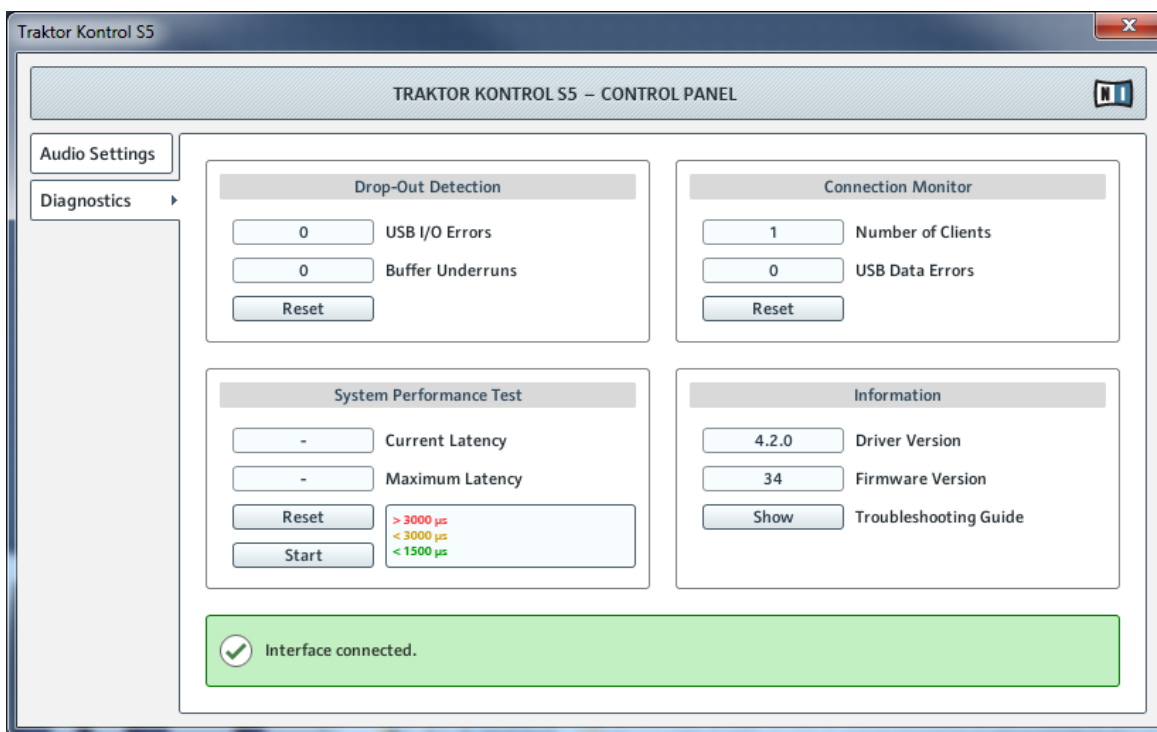 Traktor Kontrol S5
TRAKTOR KONTROL S5 – CONTROL PANEL
NI
Audio Settings
Diagnostics
Drop-Out Detection
0 USB I/O Errors
0 Buffer Underruns
Reset
Connection Monitor
1 Number of Clients
0 USB Data Errors
Reset
System Performance Test
- Current Latency
- Maximum Latency
Reset
Start
> 3000 µs
< 3000 µs
< 1500 µs
Information
4.2.0 Driver Version
34 Firmware Version
Show Troubleshooting Guide
Interface connected.